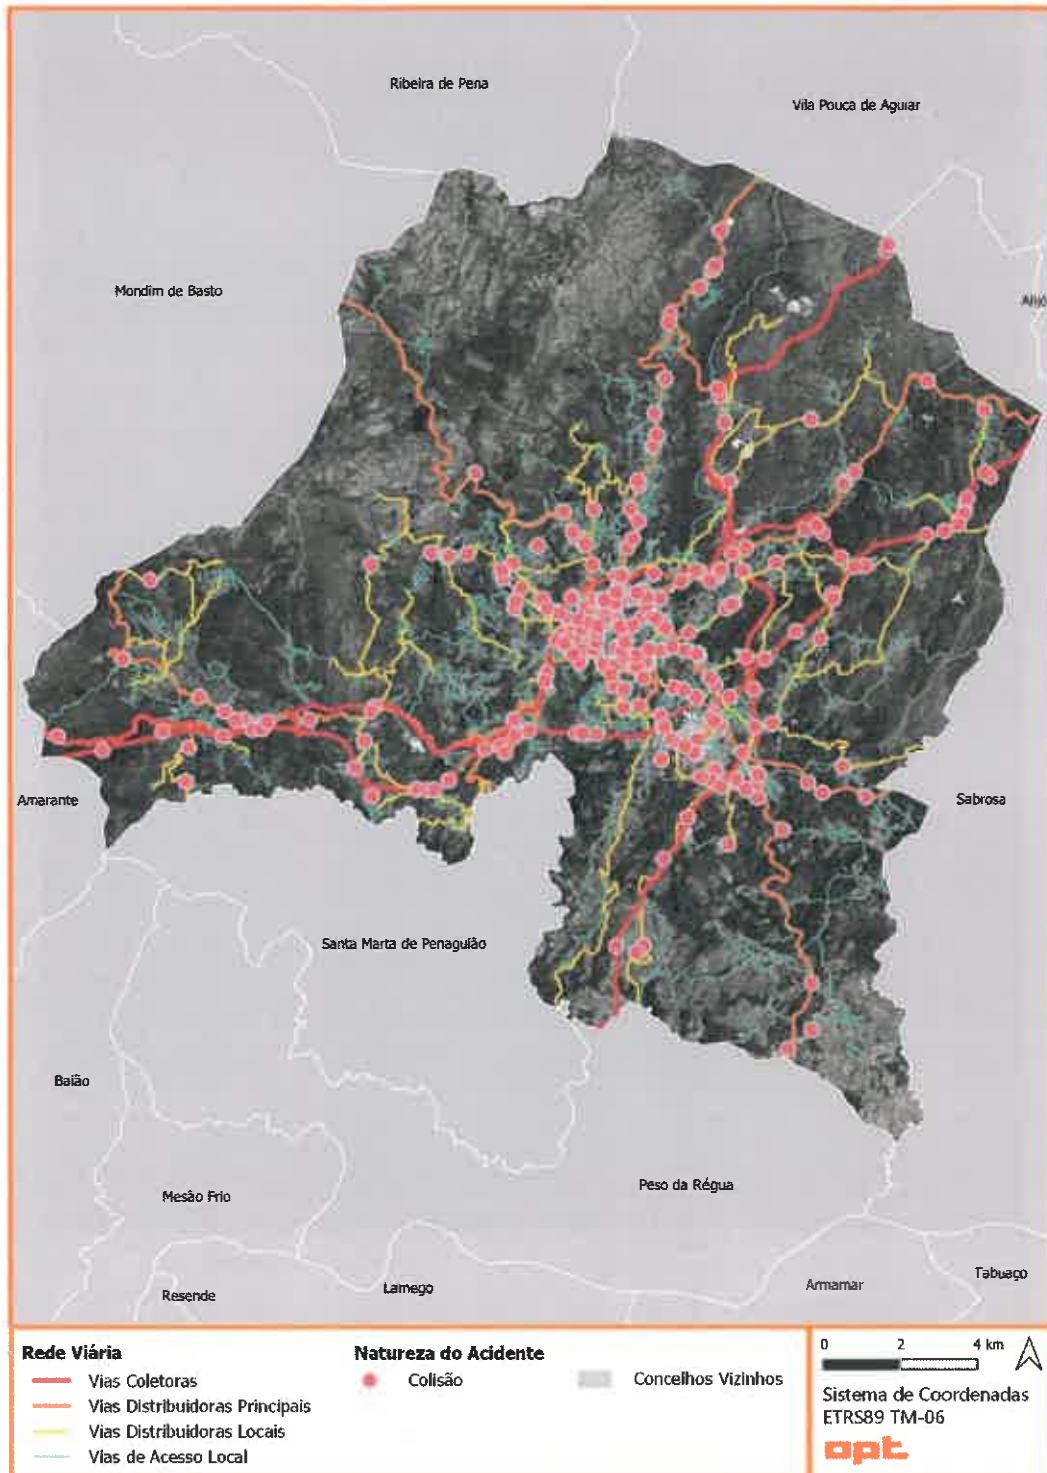 Ribeira de Pena
Vila Pouca de Aguiar
Mondim de Basto
Alijó
Amarante
Sabrosa
Santa Marta de Penaguião
Baião
Mesão Frio
Peso da Régua
Resende
Lamego
Armamar
Tabuaço
Rede Viária
Vias Coletoras
Vias Distribuidoras Principais
Vias Distribuidoras Locais
Vias de Acesso Local
Natureza do Acidente
Colisão
Concelhos Vizinhos
0 2 4 km
Sistema de Coordenadas
ETRS89 TM-06
opt